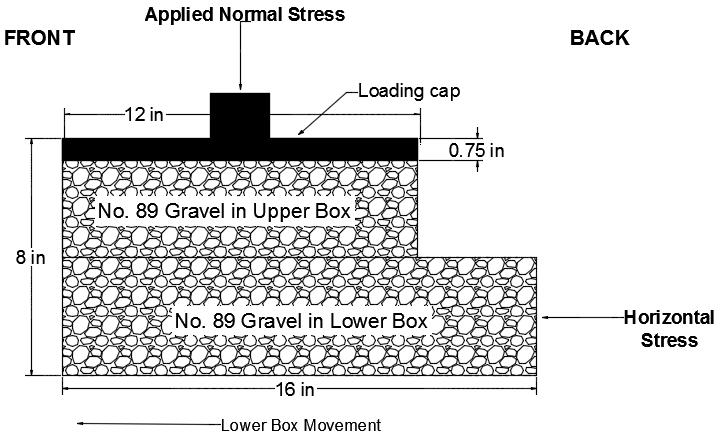 Applied Normal Stress
FRONT
BACK
Loading cap
12 in
0.75 in
No. 89 Gravel in Upper Box
8 in
No. 89 Gravel in Lower Box
Horizontal
Stress
16 in
Lower Box Movement